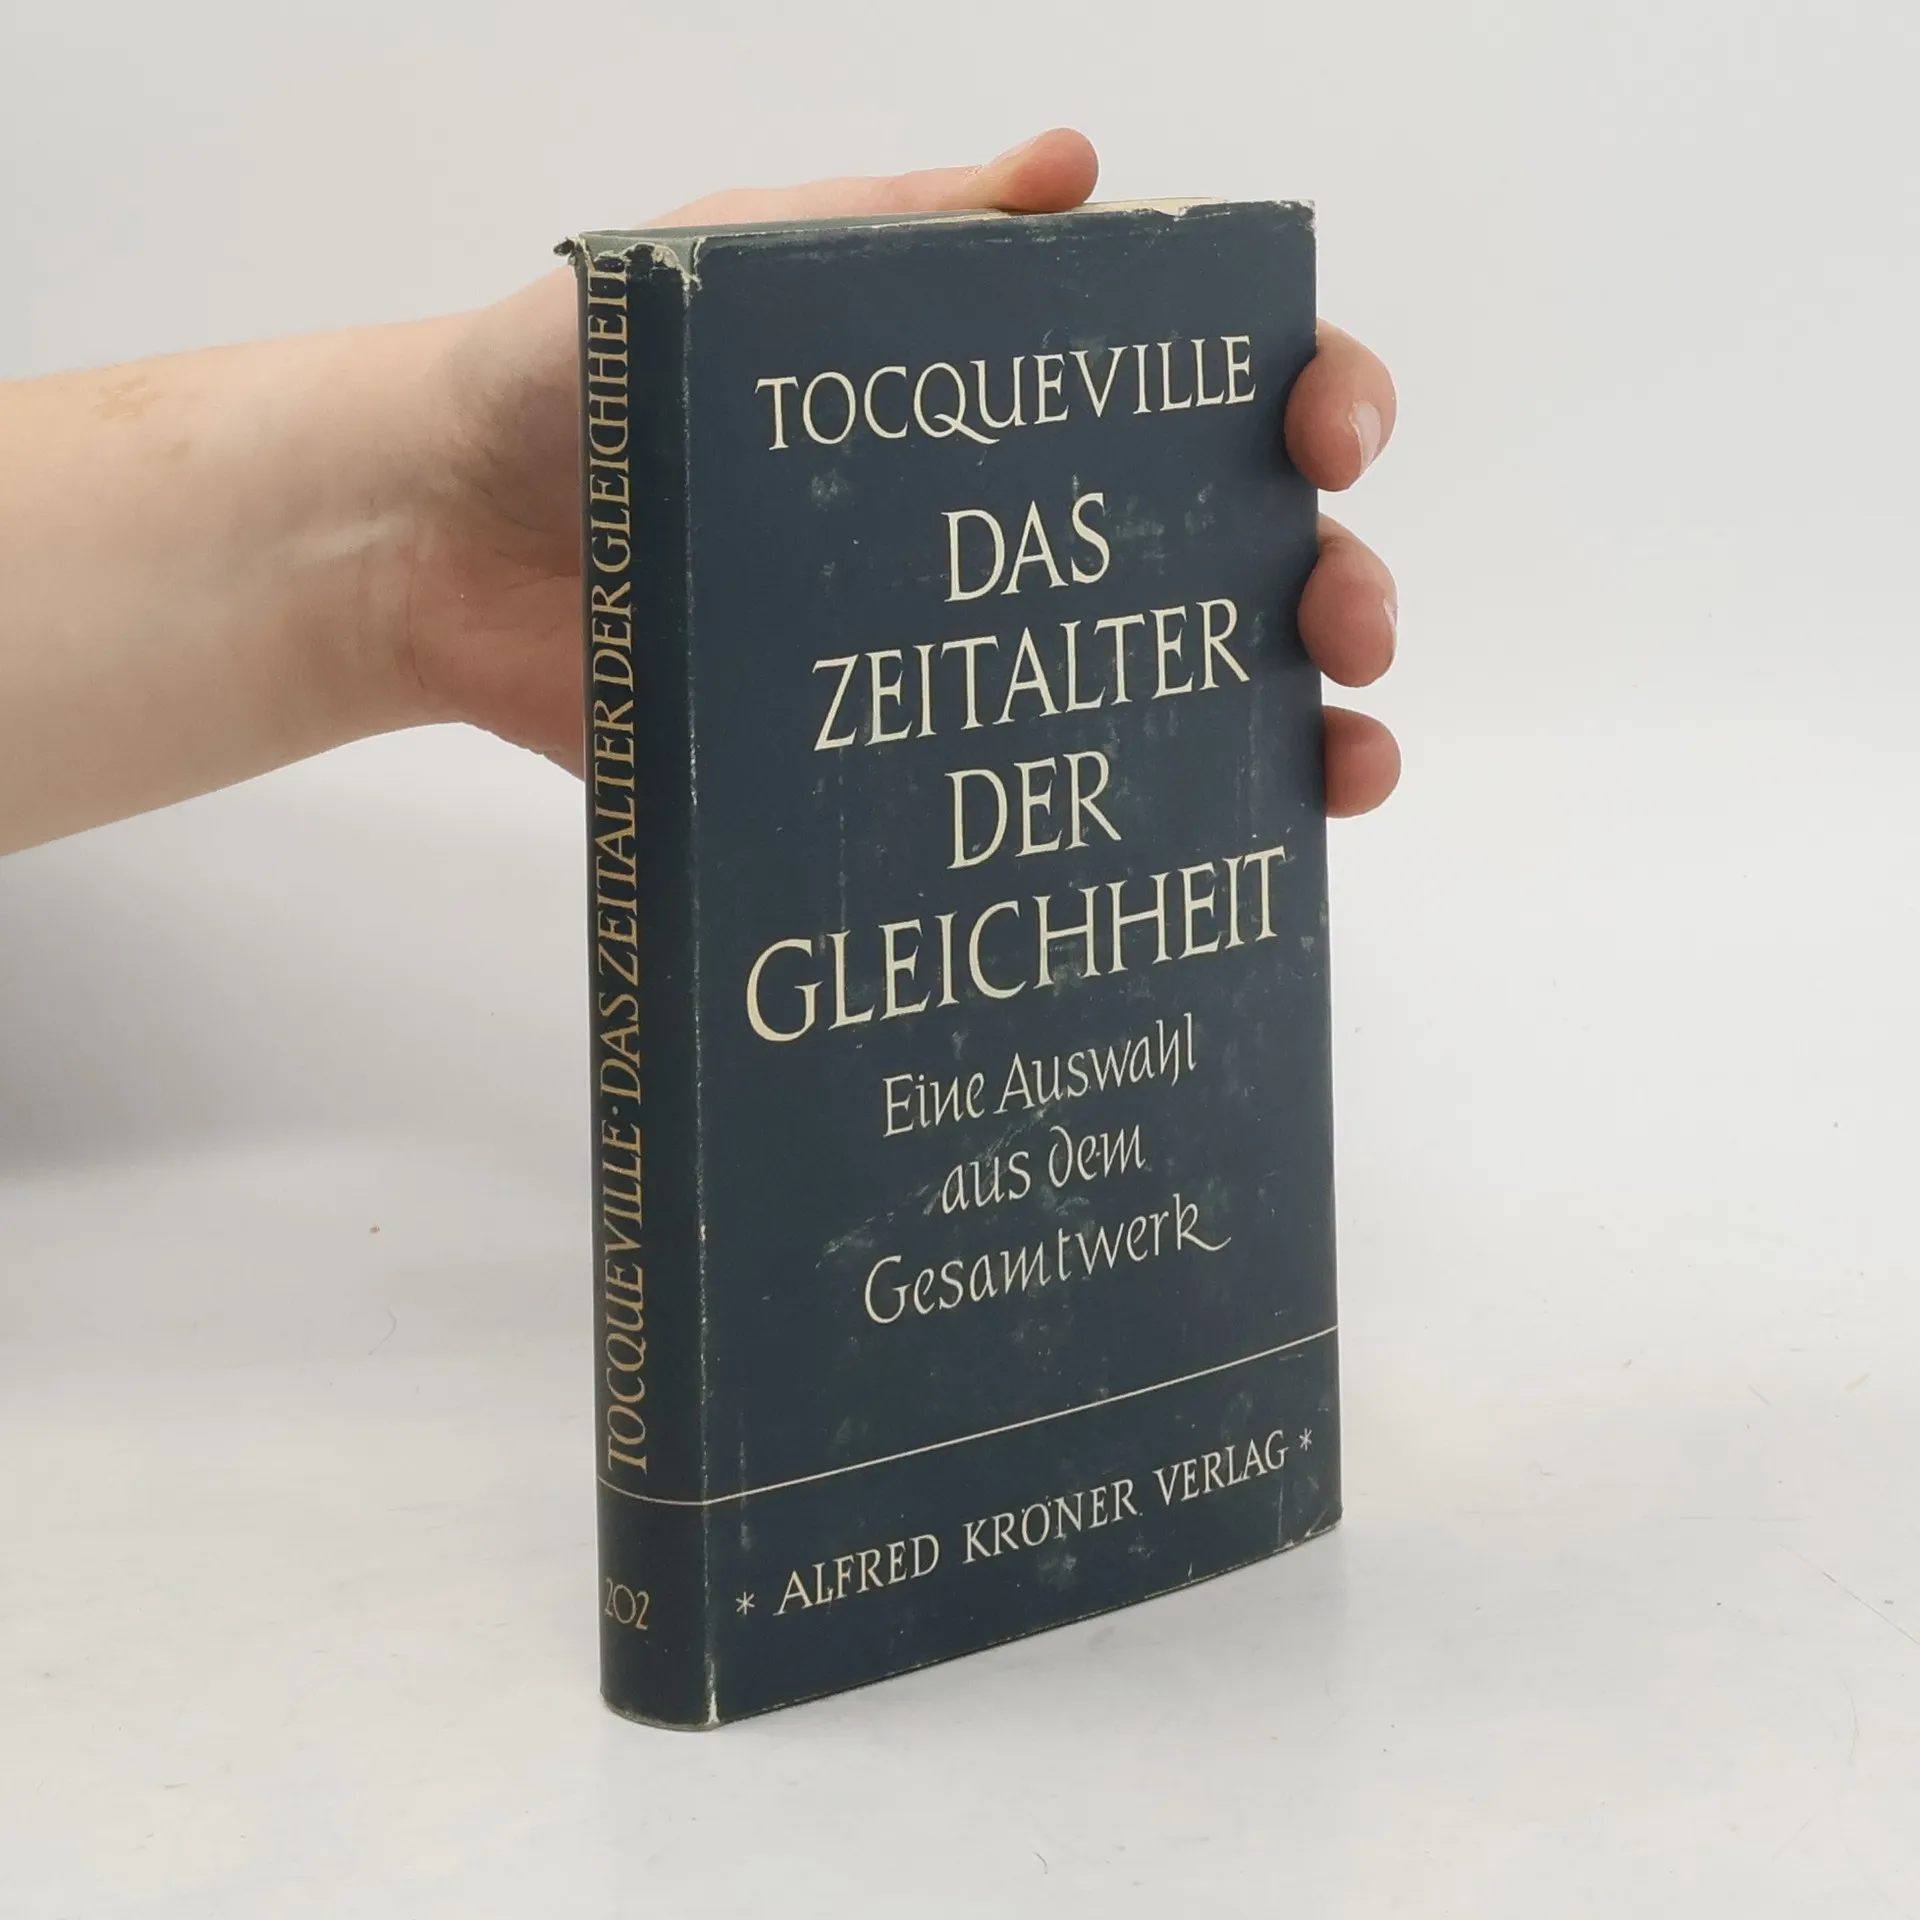 TOCQUEVILLE · DAS ZEITALTER DER GLEICHHEIT
202
TOCQUEVILLE
DAS
ZEITALTER
DER
GLEICHHEIT
Eine Auswahl
aus dem
Gesamtwerk
* ALFRED KRÖNER VERLAG *